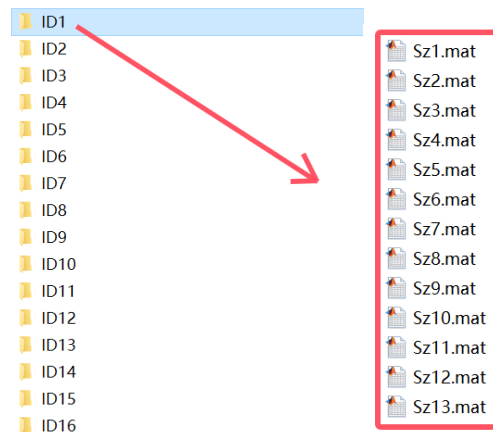 ID1
ID2
ID3
ID4
ID5
ID6
ID7
ID8
ID9
ID10
ID11
ID12
ID13
ID14
ID15
ID16
Sz1.mat
Sz2.mat
Sz3.mat
Sz4.mat
Sz5.mat
Sz6.mat
Sz7.mat
Sz8.mat
Sz9.mat
Sz10.mat
Sz11.mat
Sz12.mat
Sz13.mat